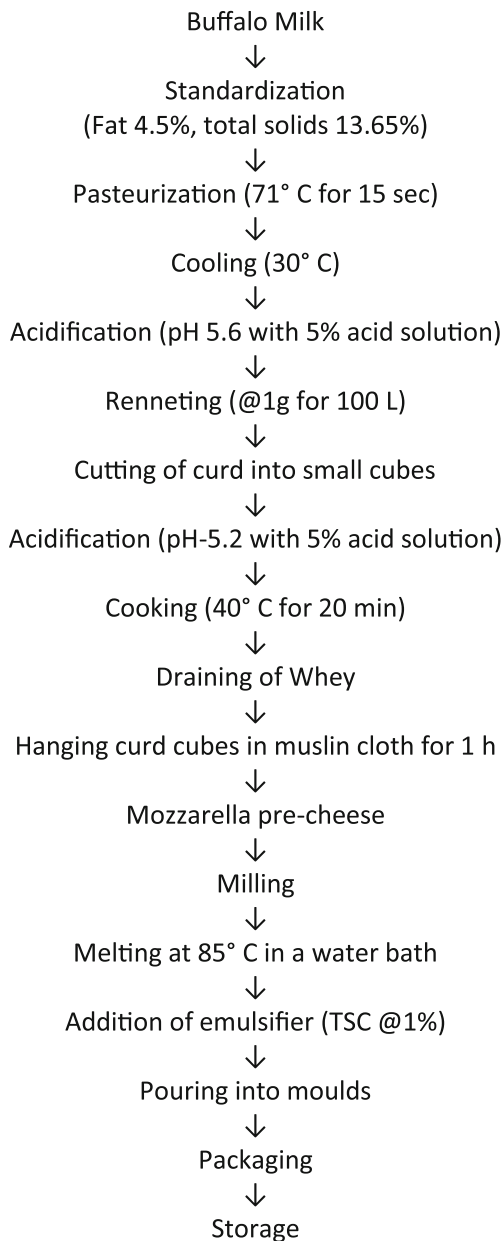 Buffalo Milk
↓
Standardization
(Fat 4.5%, total solids 13.65%)
↓
Pasteurization (71° C for 15 sec)
↓
Cooling (30° C)
↓
Acidification (pH 5.6 with 5% acid solution)
↓
Renneting (@1g for 100 L)
↓
Cutting of curd into small cubes
↓
Acidification (pH-5.2 with 5% acid solution)
↓
Cooking (40° C for 20 min)
↓
Draining of Whey
↓
Hanging curd cubes in muslin cloth for 1 h
↓
Mozzarella pre-cheese
↓
Milling
↓
Melting at 85° C in a water bath
↓
Addition of emulsifier (TSC @1%)
↓
Pouring into moulds
↓
Packaging
↓
Storage